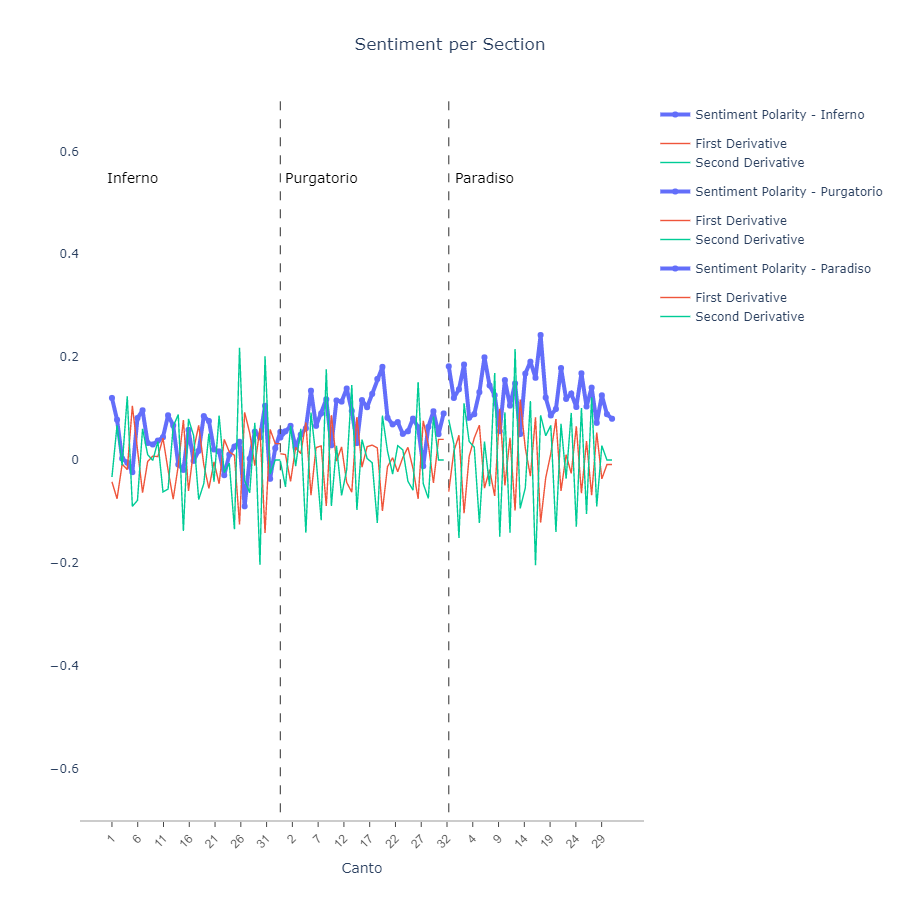 Sentiment per Section
Sentiment Polarity - Inferno
First Derivative
Second Derivative
Sentiment Polarity - Purgatorio
First Derivative
Second Derivative
Sentiment Polarity - Paradiso
First Derivative
Second Derivative
Inferno Purgatorio Paradiso
0.6
0.4
0.2
0
−0.2
−0.4
−0.6
1 6 11 16 21 26 31 2 7 12 17 22 27 32 4 9 14 19 24 29
Canto